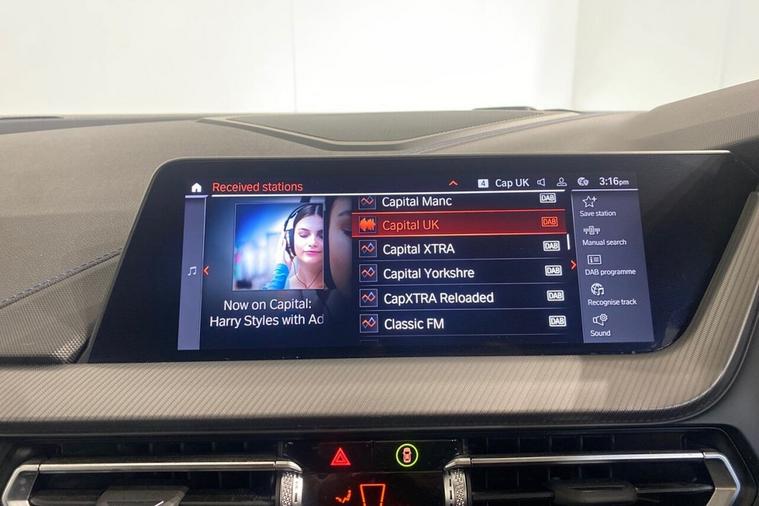 Received stations
4 Cap UK 3:16pm
Capital Manc DAB
Capital UK DAB
Capital XTRA DAB
Capital Yorkshre DAB
CapXTRA Reloaded DAB
Classic FM DAB
Now on Capital:
Harry Styles with Ad
Save station
Manual search
DAB programme
Recognise track
Sound